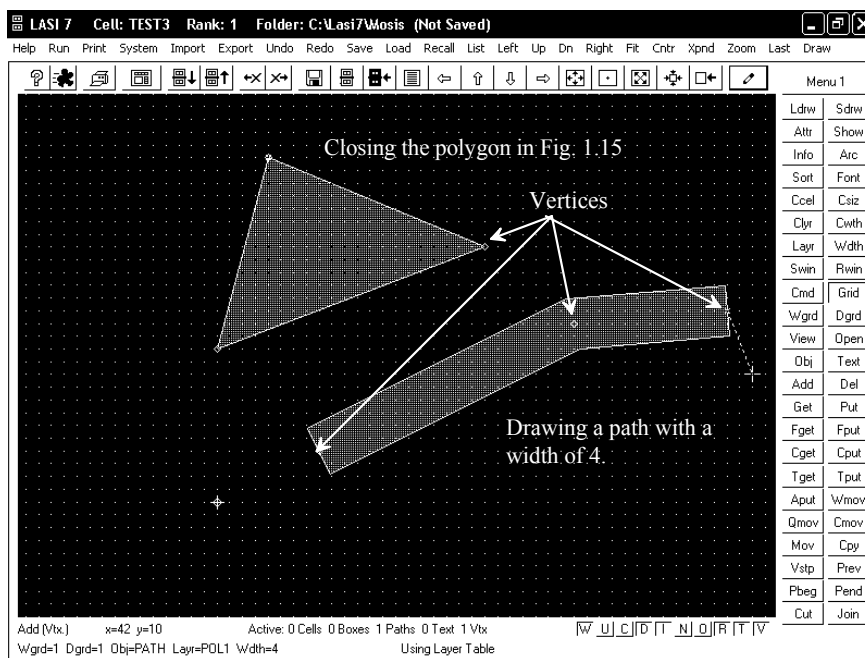 LASI 7 Cell: TEST3 Rank: 1 Folder: C:\Lasi7\Mosis (Not Saved)
Help Run Print System Import Export Undo Redo Save Load Recall List Left Up Dn Right Fit Cntr Xpnd Zoom Last Draw
Menu 1
Ldrw Sdrw
Attr Show
Info Arc
Sort Font
Ccel Csiz
Clyr Cwth
Layr Wdth
Swin Rwin
Cmd Grid
Wgrd Dgrd
View Open
Obj Text
Add Del
Get Put
Fget Fput
Cget Cput
Tget Tput
Aput Wmov
Qmov Cmov
Mov Cpy
Vstp Prev
Pbeg Pend
Cut Join
Closing the polygon in Fig. 1.15
Vertices
Drawing a path with a
width of 4.
Add (Vtx.) x=42 y=10 Active: 0 Cells 0 Boxes 1 Paths 0 Text 1 Vtx W U C D I N O R T V
Wgrd=1 Dgrd=1 Obj=PATH Layr=POL1 Wdth=4 Using Layer Table